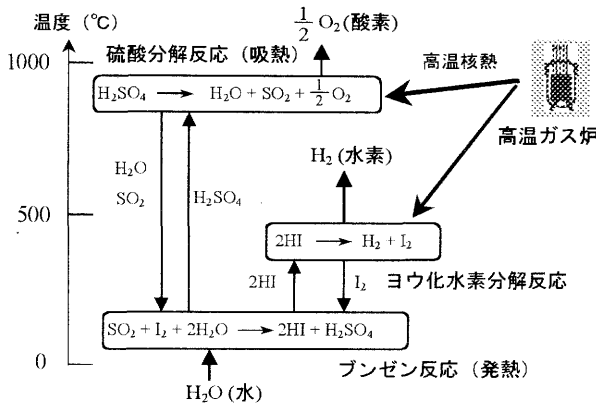 温度 (℃)
1/2 O₂ (酸素)
硫酸分解反応 (吸熱)
1000
高温核熱
H₂SO₄ → H₂O + SO₂ + 1/2 O₂
高温ガス炉
H₂O
SO₂
H₂SO₄
H₂ (水素)
500
2HI → H₂ + I₂
2HI
I₂
ヨウ化水素分解反応
SO₂ + I₂ + 2H₂O → 2HI + H₂SO₄
0
ブンゼン反応 (発熱)
H₂O (水)